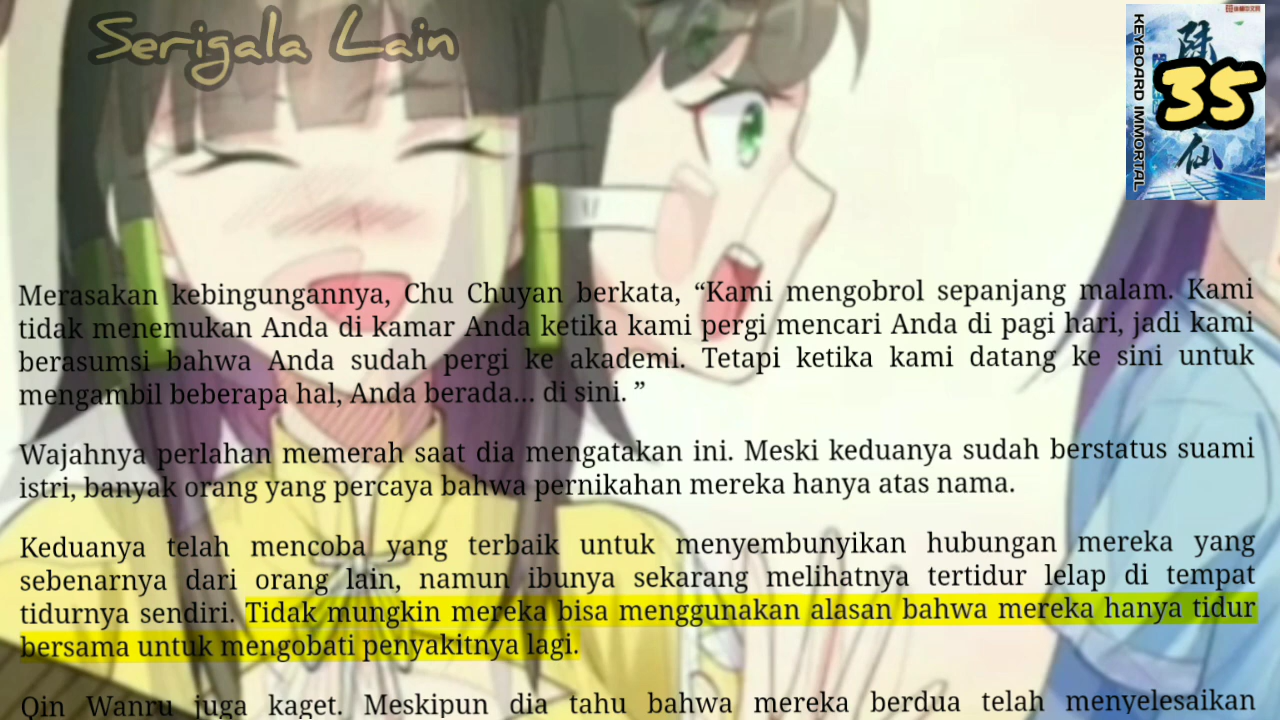 Serigala Lain
KEYBOARD IMMORTAL
35
仙
Merasakan kebingungannya, Chu Chuyan berkata, “Kami mengobrol sepanjang malam. Kami
tidak menemukan Anda di kamar Anda ketika kami pergi mencari Anda di pagi hari, jadi kami
berasumsi bahwa Anda sudah pergi ke akademi. Tetapi ketika kami datang ke sini untuk
mengambil beberapa hal, Anda berada... di sini. ”
Wajahnya perlahan memerah saat dia mengatakan ini. Meski keduanya sudah berstatus suami
istri, banyak orang yang percaya bahwa pernikahan mereka hanya atas nama.
Keduanya telah mencoba yang terbaik untuk menyembunyikan hubungan mereka yang
sebenarnya dari orang lain, namun ibunya sekarang melihatnya tertidur lelap di tempat
tidurnya sendiri. Tidak mungkin mereka bisa menggunakan alasan bahwa mereka hanya tidur
bersama untuk mengobati penyakitnya lagi.
Qin Wanru juga kaget. Meskipun dia tahu bahwa mereka berdua telah menyelesaikan